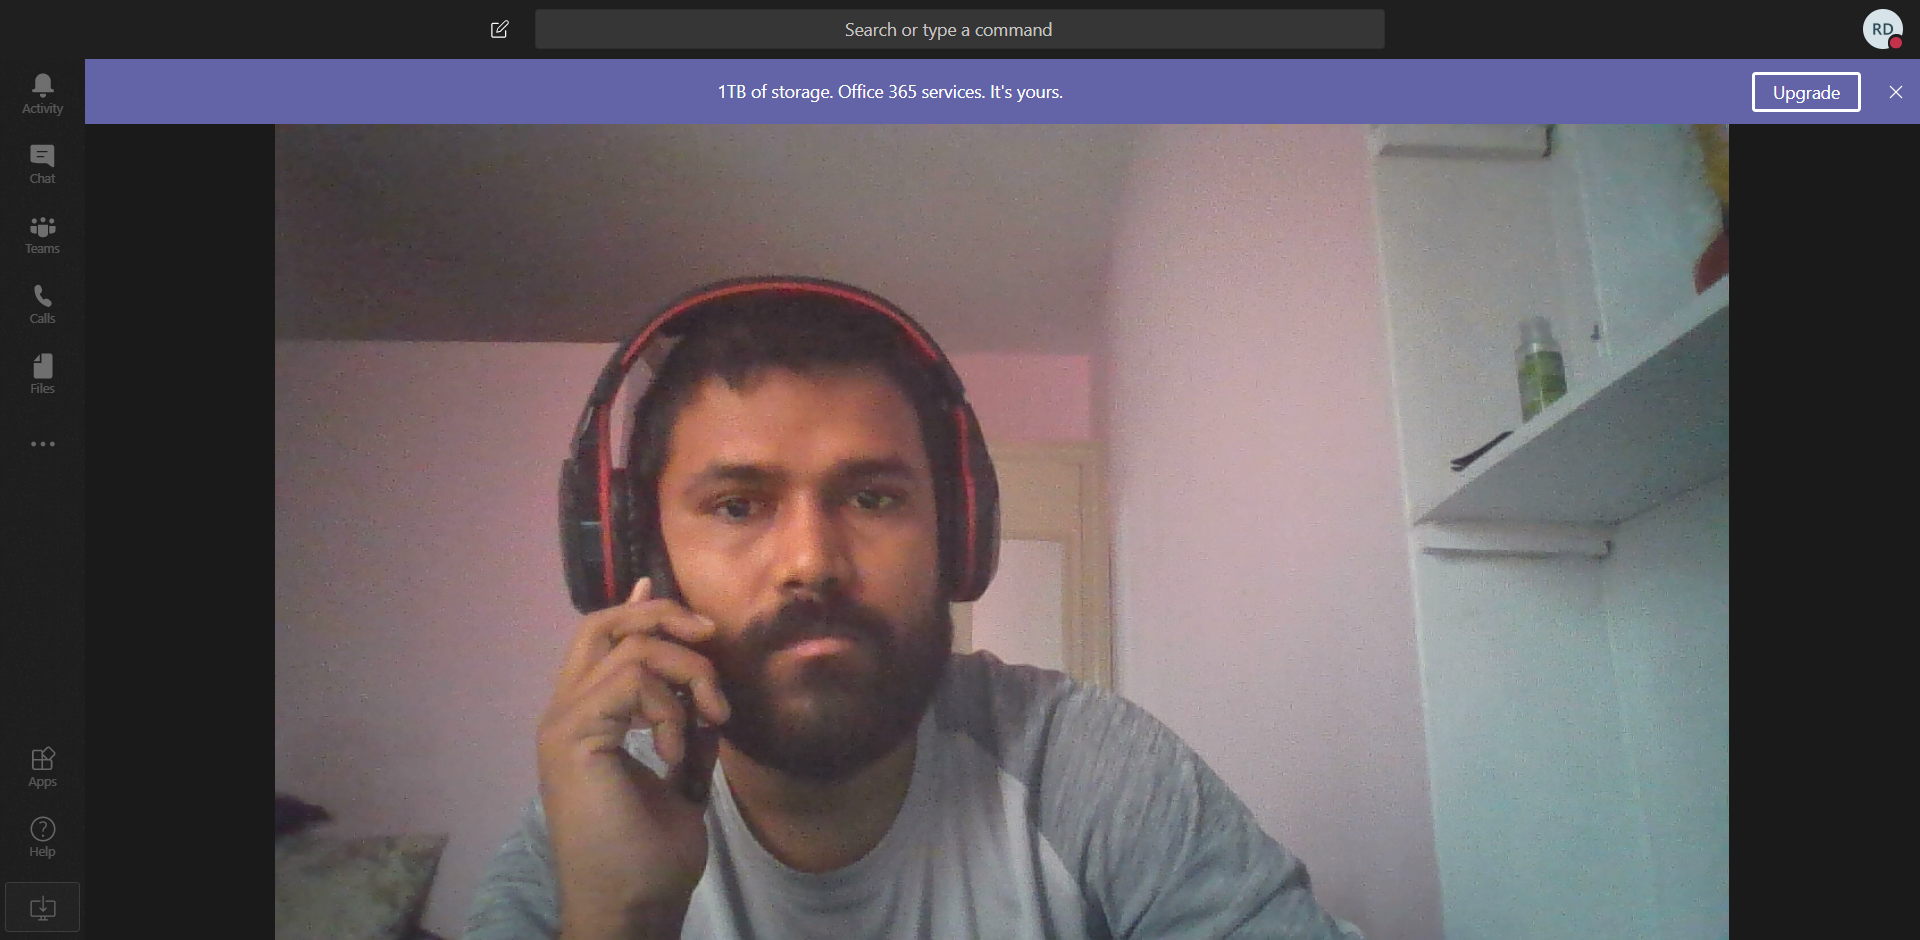 Search or type a command
RD
1TB of storage. Office 365 services. It's yours.
Upgrade
Activity
Chat
Teams
Calls
Files
Apps
Help